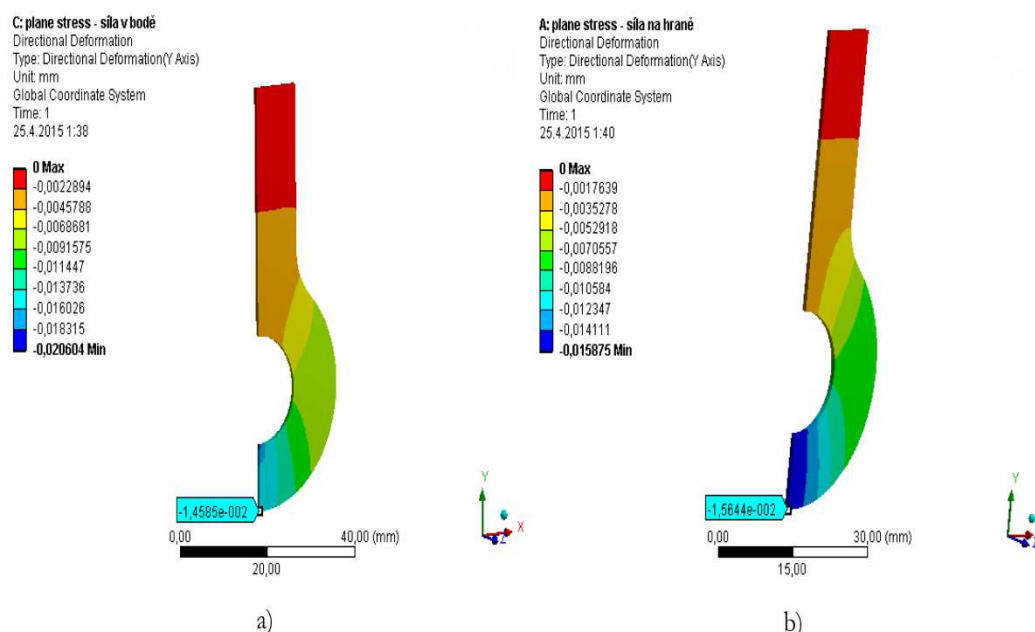 C: plane stress - síla v bodě
Directional Deformation
Type: Directional Deformation(Y Axis)
Unit: mm
Global Coordinate System
Time: 1
25.4.2015 1:38
0 Max
-0,0022894
-0,0045788
-0,0068681
-0,0091575
-0,011447
-0,013736
-0,016026
-0,018315
-0,020604 Min
-1,4585e-002
Y
X
Z
0,00
40,00 (mm)
20,00
a)
A: plane stress - síla na hraně
Directional Deformation
Type: Directional Deformation(Y Axis)
Unit: mm
Global Coordinate System
Time: 1
25.4.2015 1:40
0 Max
-0,0017639
-0,0035278
-0,0052918
-0,0070557
-0,0088196
-0,010584
-0,012347
-0,014111
-0,015875 Min
-1,5644e-002
Y
Z
0,00
30,00 (mm)
15,00
b)